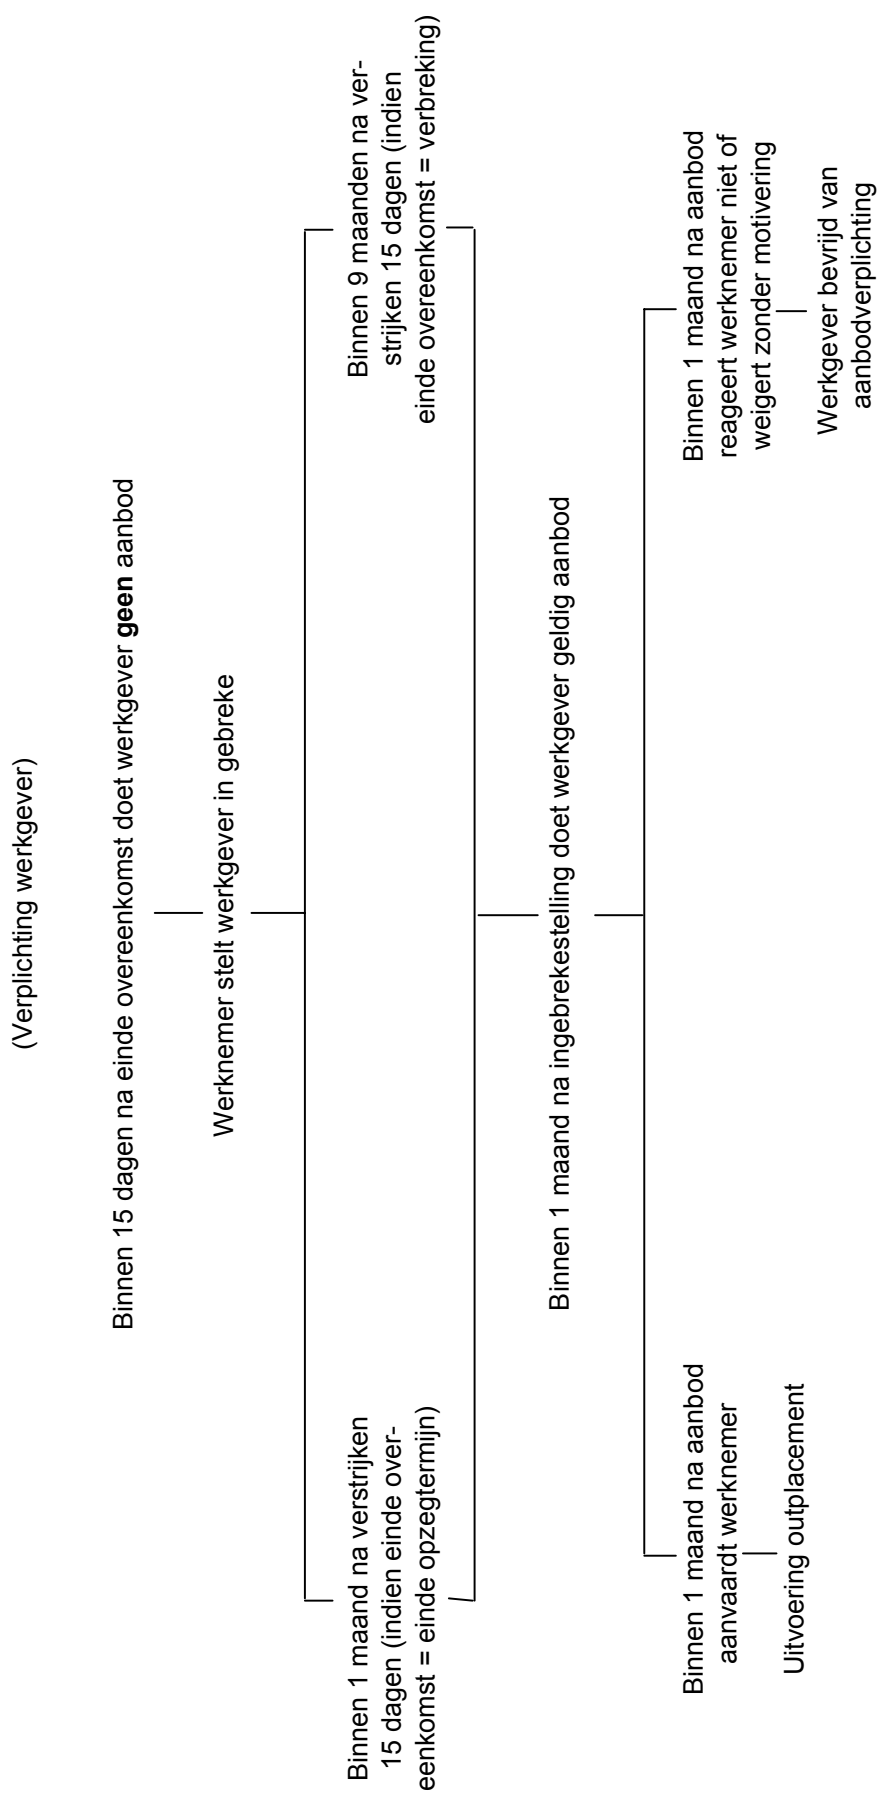 (Verplichting werkgever)
Binnen 15 dagen na einde overeenkomst doet werkgever geen aanbod
Werknemer stelt werkgever in gebreke
Binnen 1 maand na verstrijken
15 dagen (indien einde over-
eenkomst = einde opzegtermijn)
Binnen 9 maanden na ver-
strijken 15 dagen (indien
einde overeenkomst = verbreking)
Binnen 1 maand na ingebrekestelling doet werkgever geldig aanbod
Binnen 1 maand na aanbod
aanvaardt werknemer
Uitvoering outplacement
Binnen 1 maand na aanbod
reageert werknemer niet of
weigert zonder motivering
Werkgever bevrijd van
aanbodverplichting